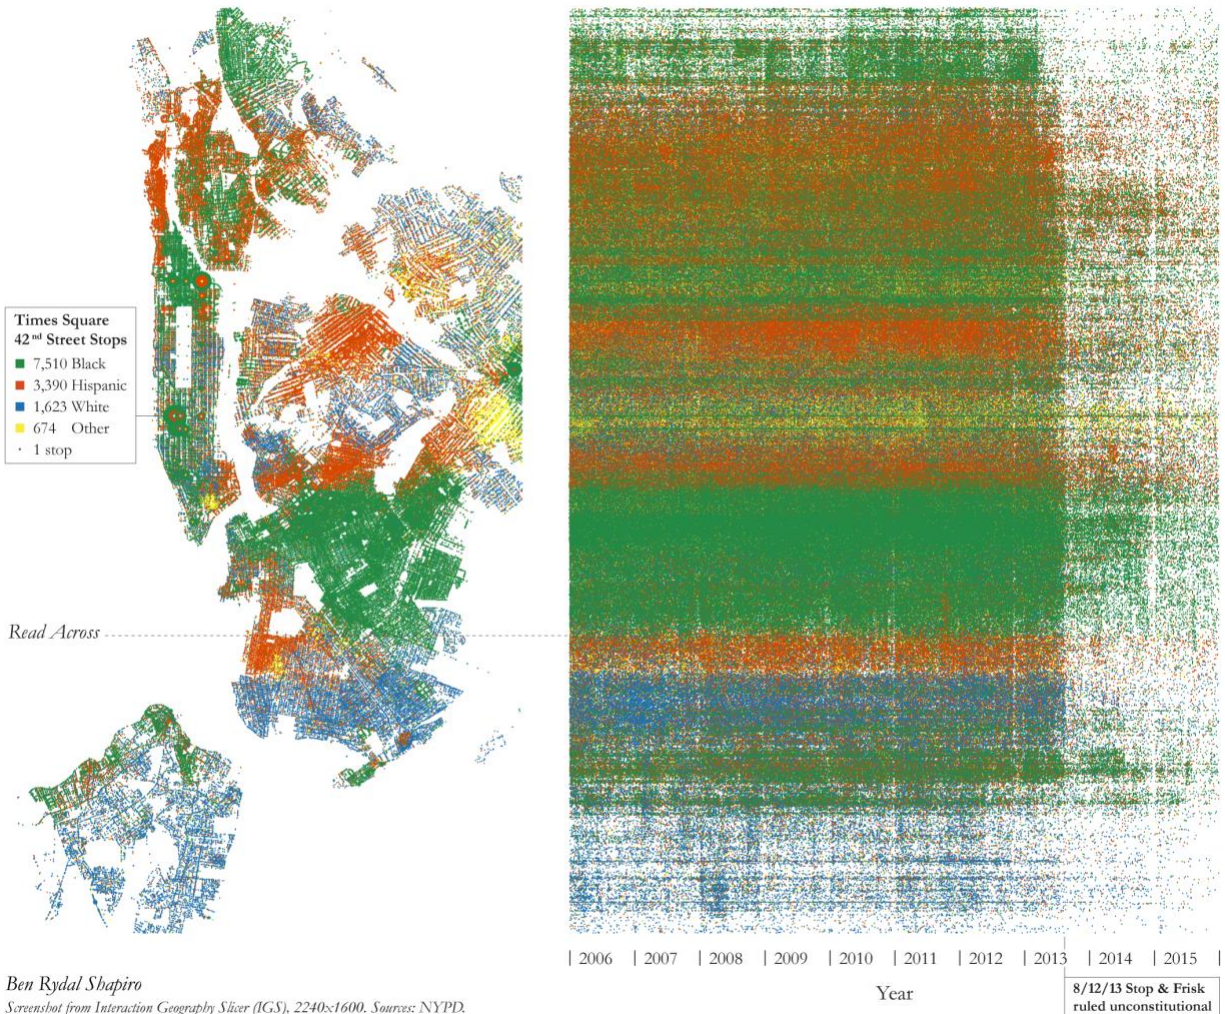 Times Square
42nd Street Stops
7,510 Black
3,390 Hispanic
1,623 White
674 Other
1 stop
Read Across
| 2006 | 2007 | 2008 | 2009 | 2010 | 2011 | 2012 | 2013 | 2014 | 2015 |
Year
8/12/13 Stop & Frisk
ruled unconstitutional
Ben Rydal Shapiro
Screenshot from Interaction Geography Slicer (IGS), 2240x1600. Sources: NYPD.